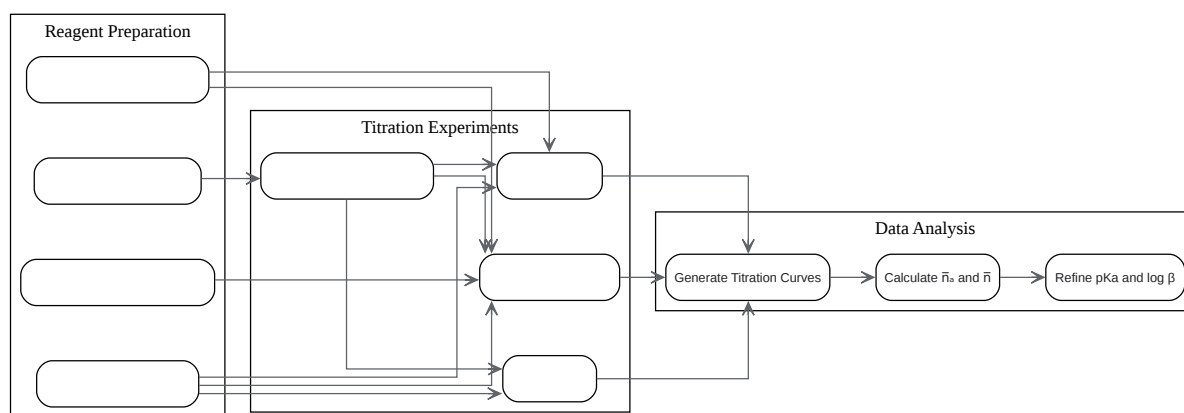 Reagent Preparation
Titration Experiments
Data Analysis
Generate Titration Curves
Calculate n̅ₐ and n̅
Refine pKa and log β